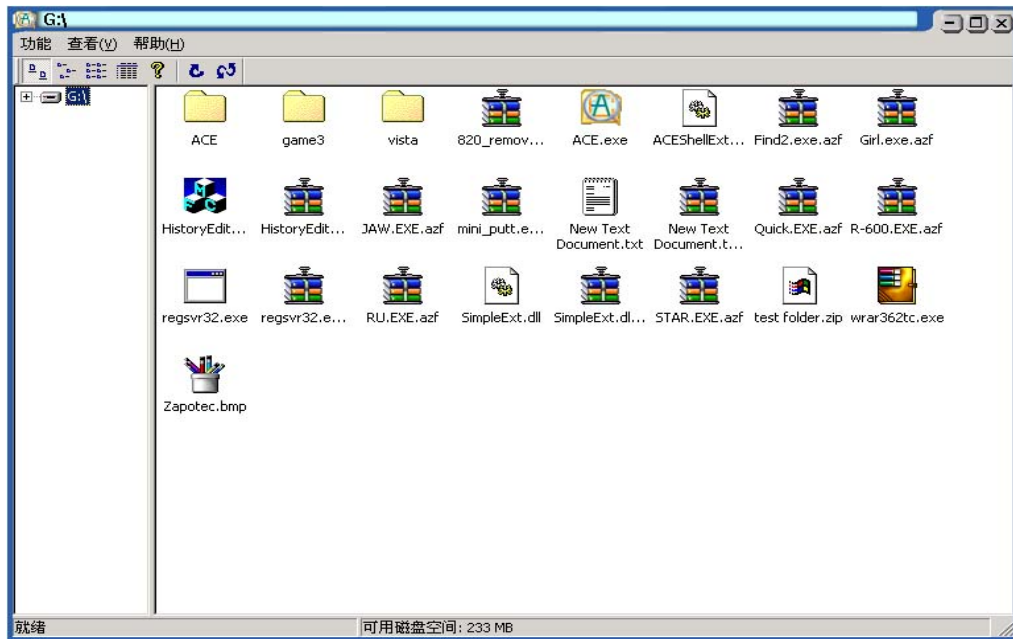 G:\
功能 查看(V) 帮助(H)
G:\
ACE game3 vista 820_remov... ACE.exe ACEShellExt... Find2.exe.azf Girl.exe.azf
HistoryEdit... HistoryEdit... JAW.EXE.azf mini_putt.e... New Text New Text Quick.EXE.azf R-600.EXE.azf
Document.txt Document.t...
regsvr32.exe regsvr32.e... RU.EXE.azf SimpleExt.dll SimpleExt.dl... STAR.EXE.azf test folder.zip wrar362tc.exe
Zapotec.bmp
就绪 可用磁盘空间: 233 MB